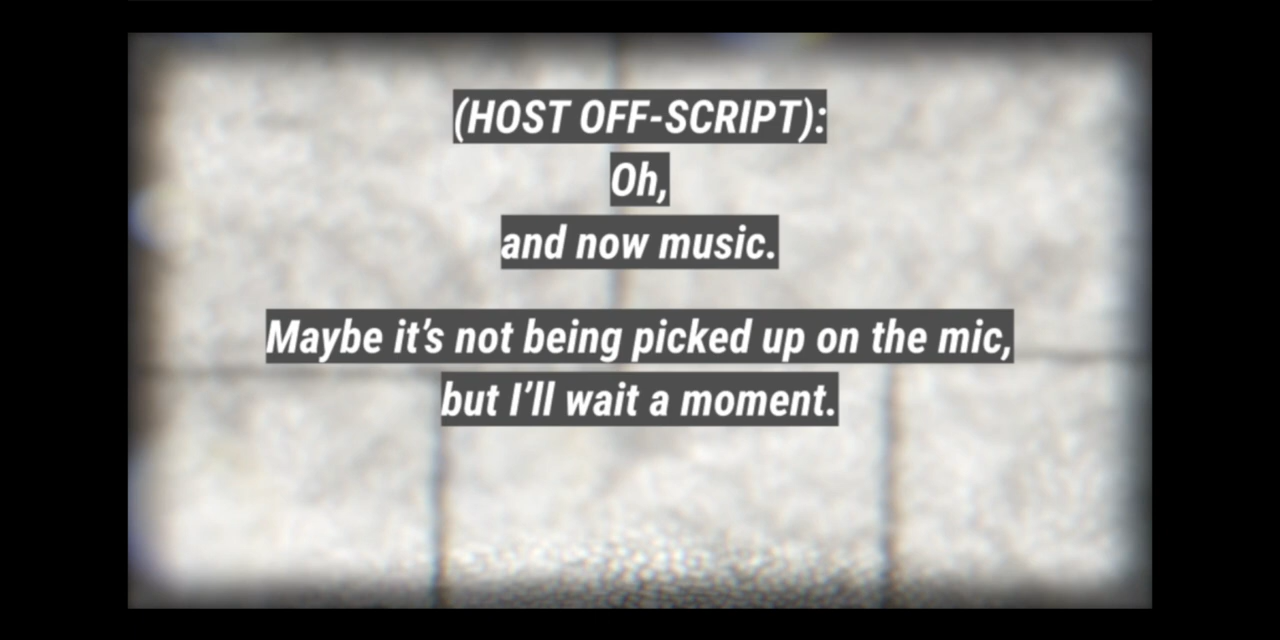 (HOST OFF-SCRIPT):
Oh,
and now music.
Maybe it’s not being picked up on the mic,
but I’ll wait a moment.